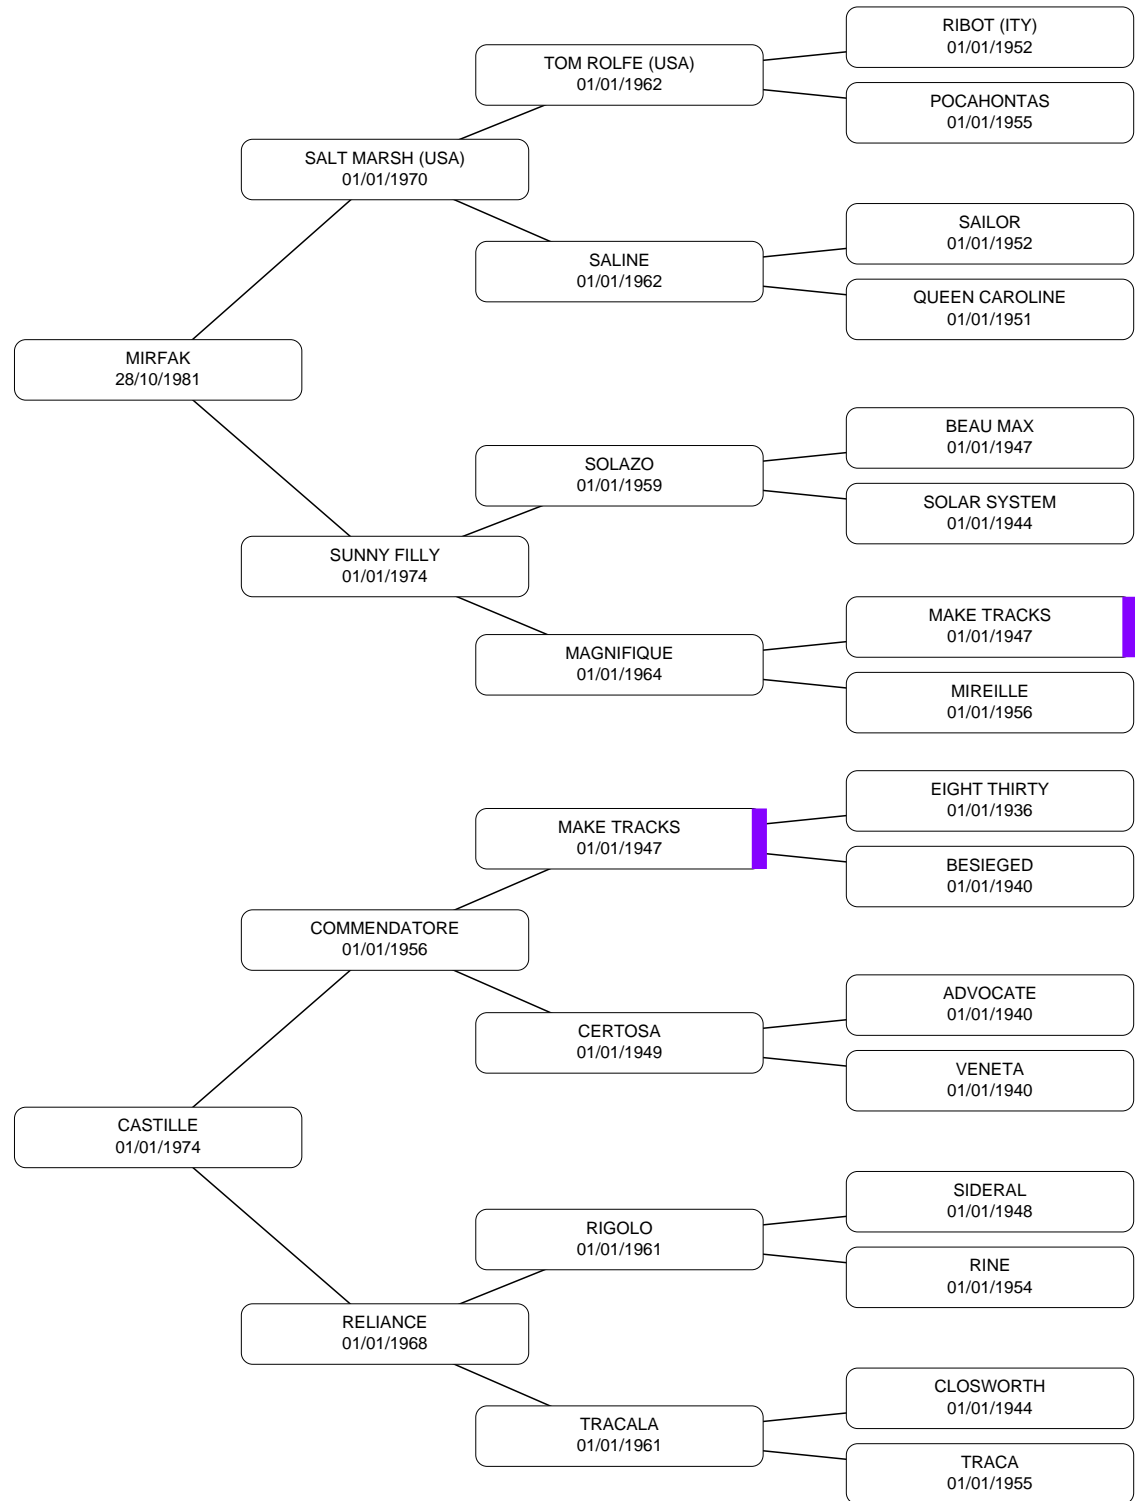 RIBOT (ITY)
01/01/1952
TOM ROLFE (USA)
01/01/1962
POCAHONTAS
01/01/1955
SALT MARSH (USA)
01/01/1970
SAILOR
01/01/1952
SALINE
01/01/1962
QUEEN CAROLINE
01/01/1951
MIRFAK
28/10/1981
BEAU MAX
01/01/1947
SOLAZO
01/01/1959
SOLAR SYSTEM
01/01/1944
SUNNY FILLY
01/01/1974
MAKE TRACKS
01/01/1947
MAGNIFIQUE
01/01/1964
MIREILLE
01/01/1956
EIGHT THIRTY
01/01/1936
MAKE TRACKS
01/01/1947
BESIEGED
01/01/1940
COMMENDATORE
01/01/1956
ADVOCATE
01/01/1940
CERTOSA
01/01/1949
VENETA
01/01/1940
CASTILLE
01/01/1974
SIDERAL
01/01/1948
RIGOLO
01/01/1961
RINE
01/01/1954
RELIANCE
01/01/1968
CLOSWORTH
01/01/1944
TRACALA
01/01/1961
TRACA
01/01/1955